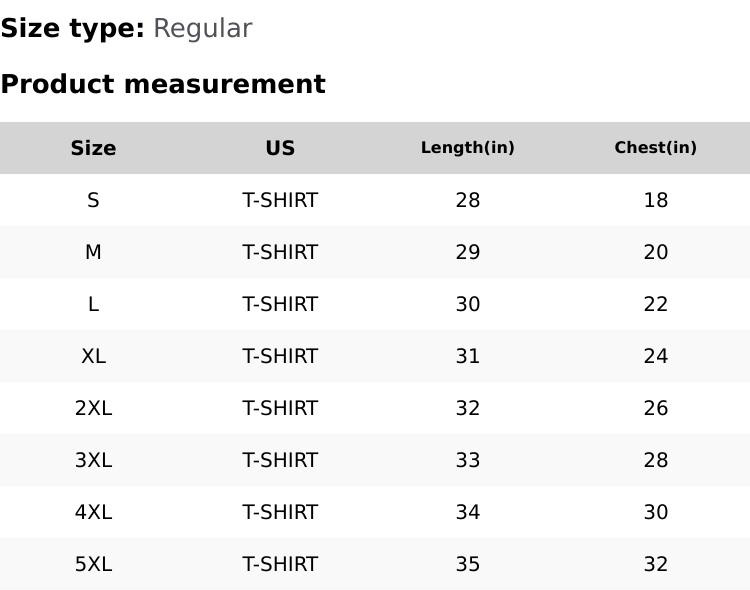 Size type: Regular
Product measurement
Size US Length(in) Chest(in)
S T-SHIRT 28 18
M T-SHIRT 29 20
L T-SHIRT 30 22
XL T-SHIRT 31 24
2XL T-SHIRT 32 26
3XL T-SHIRT 33 28
4XL T-SHIRT 34 30
5XL T-SHIRT 35 32